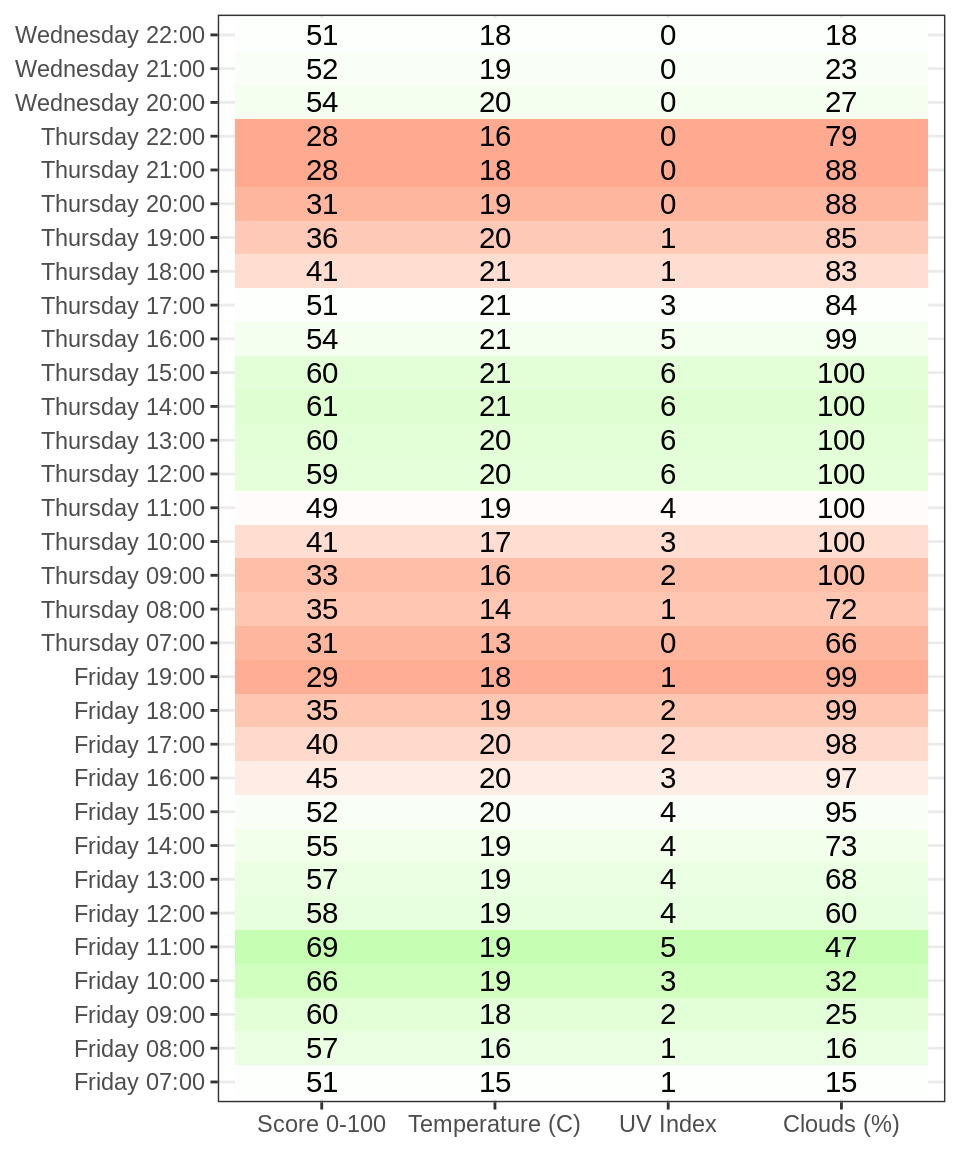 Wednesday 22:00 51 18 0 18
Wednesday 21:00 52 19 0 23
Wednesday 20:00 54 20 0 27
Thursday 22:00 28 16 0 79
Thursday 21:00 28 18 0 88
Thursday 20:00 31 19 0 88
Thursday 19:00 36 20 1 85
Thursday 18:00 41 21 1 83
Thursday 17:00 51 21 3 84
Thursday 16:00 54 21 5 99
Thursday 15:00 60 21 6 100
Thursday 14:00 61 21 6 100
Thursday 13:00 60 20 6 100
Thursday 12:00 59 20 6 100
Thursday 11:00 49 19 4 100
Thursday 10:00 41 17 3 100
Thursday 09:00 33 16 2 100
Thursday 08:00 35 14 1 72
Thursday 07:00 31 13 0 66
Friday 19:00 29 18 1 99
Friday 18:00 35 19 2 99
Friday 17:00 40 20 2 98
Friday 16:00 45 20 3 97
Friday 15:00 52 20 4 95
Friday 14:00 55 19 4 73
Friday 13:00 57 19 4 68
Friday 12:00 58 19 4 60
Friday 11:00 69 19 5 47
Friday 10:00 66 19 3 32
Friday 09:00 60 18 2 25
Friday 08:00 57 16 1 16
Friday 07:00 51 15 1 15
Score 0-100 Temperature (C) UV Index Clouds (%)